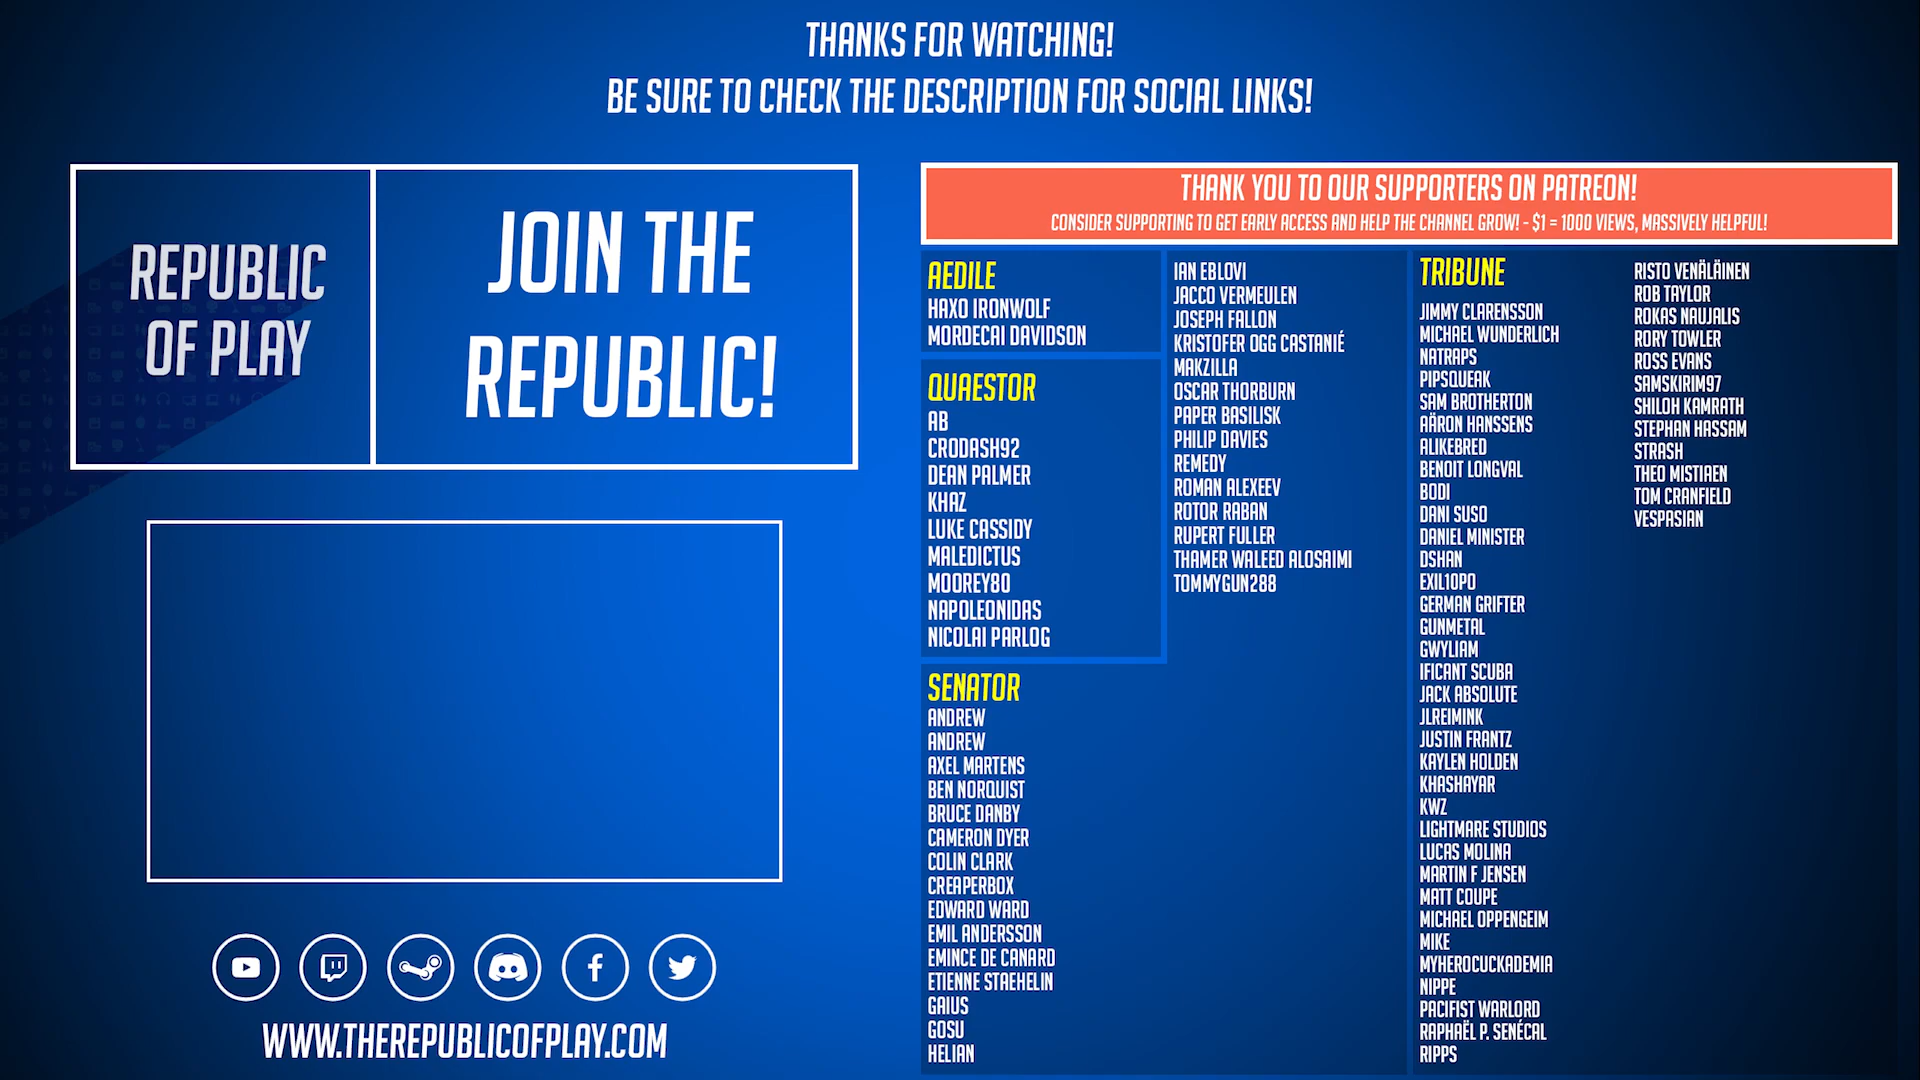 THANKS FOR WATCHING!
BE SURE TO CHECK THE DESCRIPTION FOR SOCIAL LINKS!
REPUBLIC
OF PLAY
JOIN THE
REPUBLIC!
WWW.THEREPUBLICOFPLAY.COM
THANK YOU TO OUR SUPPORTERS ON PATREON!
CONSIDER SUPPORTING TO GET EARLY ACCESS AND HELP THE CHANNEL GROW! - $1 = 1000 VIEWS, MASSIVELY HELPFUL!
AEDILE
HAXO IRONWOLF
MORDECAI DAVIDSON
QUAESTOR
AB
CRODASH92
DEAN PALMER
KHAZ
LUKE CASSIDY
MALEDICTUS
MOOREY80
NAPOLEONIDAS
NICOLAI PARLOG
SENATOR
ANDREW
ANDREW
AXEL MARTENS
BEN NORQUIST
BRUCE DANBY
CAMERON DYER
COLIN CLARK
CREAPERBOX
EDWARD WARD
EMIL ANDERSSON
EMINCE DE CANARD
ETIENNE STAEHELIN
GAIUS
GOSU
HELIAN
IAN EBLOVI
JACCO VERMEULEN
JOSEPH FALLON
KRISTOFER OGG CASTANIÉ
MAKZILLA
OSCAR THORBURN
PAPER BASILISK
PHILIP DAVIES
REMEDY
ROMAN ALEXEEV
ROTOR RABAN
RUPERT FULLER
THAMER WALEED ALOSAIMI
TOMMYGUN288
TRIBUNE
JIMMY CLARENSSON
MICHAEL WUNDERLICH
NATRAPS
PIPSQUEAK
SAM BROTHERTON
AÄRON HANSSENS
ALIKEBRED
BENOIT LONGVAL
BODI
DANI SUSO
DANIEL MINISTER
DSHAN
EXIL10PO
GERMAN GRIFTER
GUNMETAL
GWYLIAM
IFICANT SCUBA
JACK ABSOLUTE
JLREIMINK
JUSTIN FRANTZ
KAYLEN HOLDEN
KHASHAYAR
KWZ
LIGHTMARE STUDIOS
LUCAS MOLINA
MARTIN F JENSEN
MATT COUPE
MICHAEL OPPENGEIM
MIKE
MYHEROCUCKADEMIA
NIPPE
PACIFIST WARLORD
RAPHAËL P. SENÉCAL
RIPPS
RISTO VENÄLÄINEN
ROB TAYLOR
ROKAS NAUJALIS
RORY TOWLER
ROSS EVANS
SAMSKIRIM97
SHILOH KAMRATH
STEPHAN HASSAM
STRASH
THEO MISTIAEN
TOM CRANFIELD
VESPASIAN